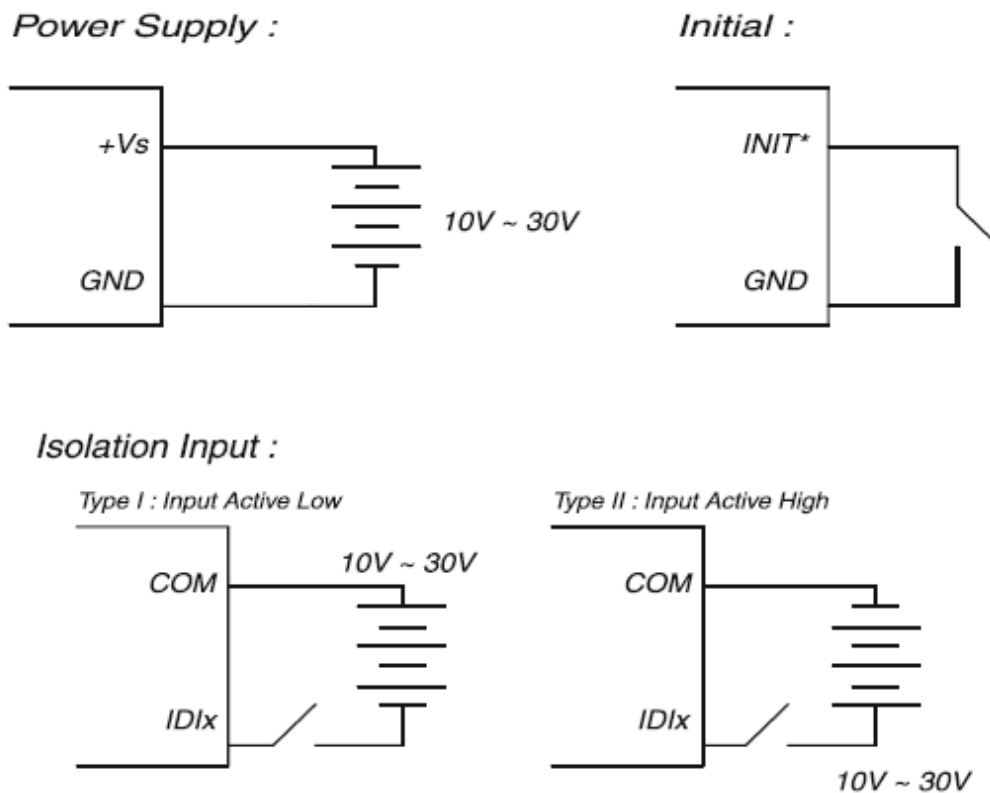 Power Supply :
+Vs
GND
10V ~ 30V
Initial :
INIT*
GND
Isolation Input :
Type I : Input Active Low
COM
IDIx
10V ~ 30V
Type II : Input Active High
COM
IDIx
10V ~ 30V